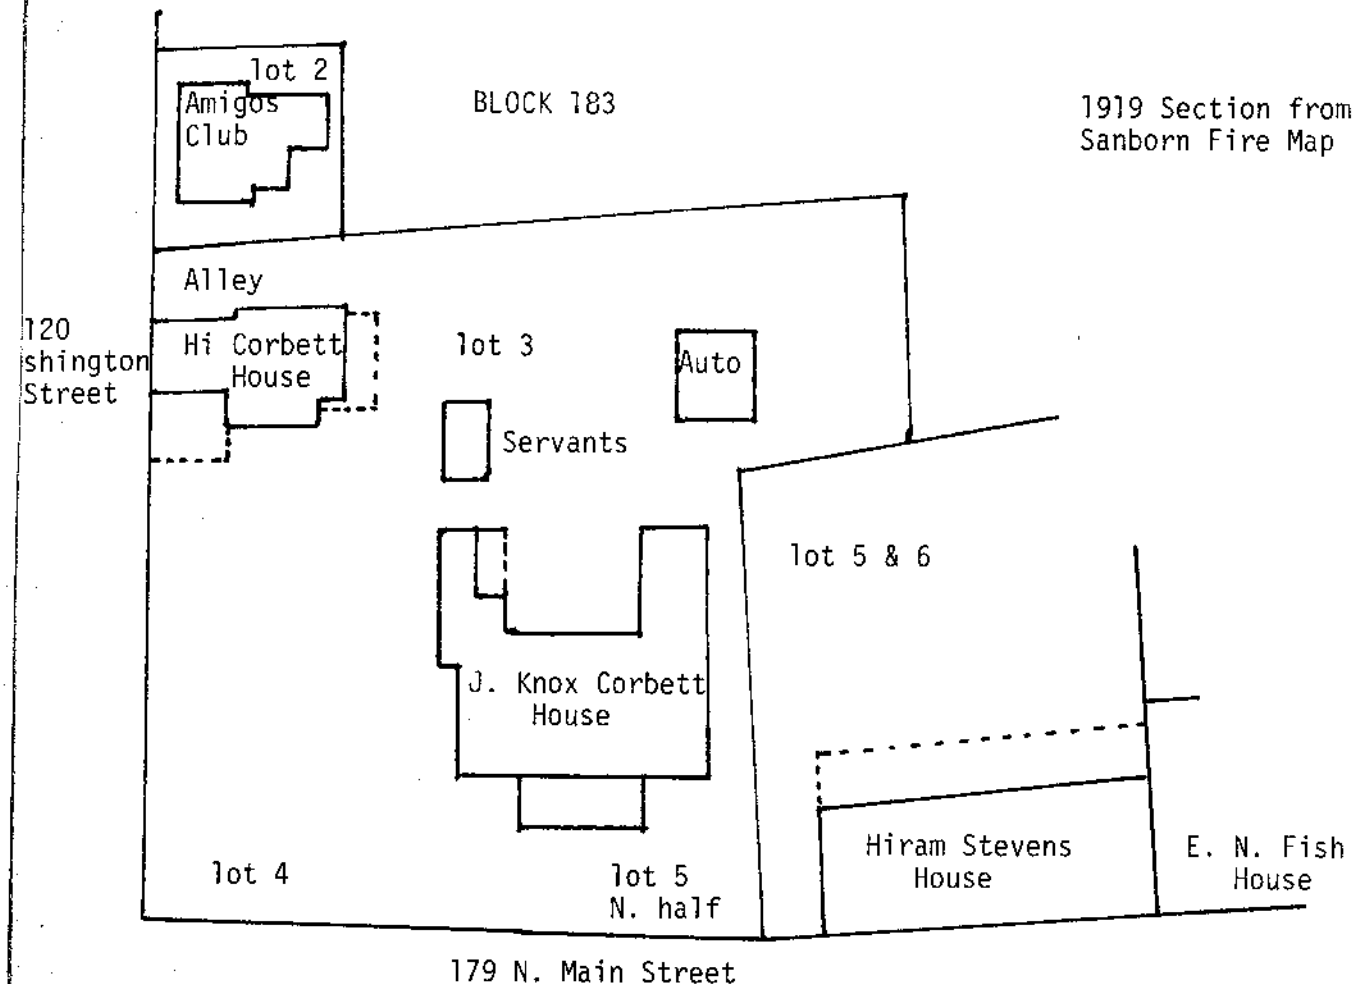 lot 2
Amigos
Club
BLOCK 183
1919 Section from
Sanborn Fire Map
Alley
120
shington
Street
Hi Corbett
House
lot 3
Auto
Servants
lot 5 & 6
J. Knox Corbett
House
Hiram Stevens
House
E. N. Fish
House
lot 4
lot 5
N. half
179 N. Main Street